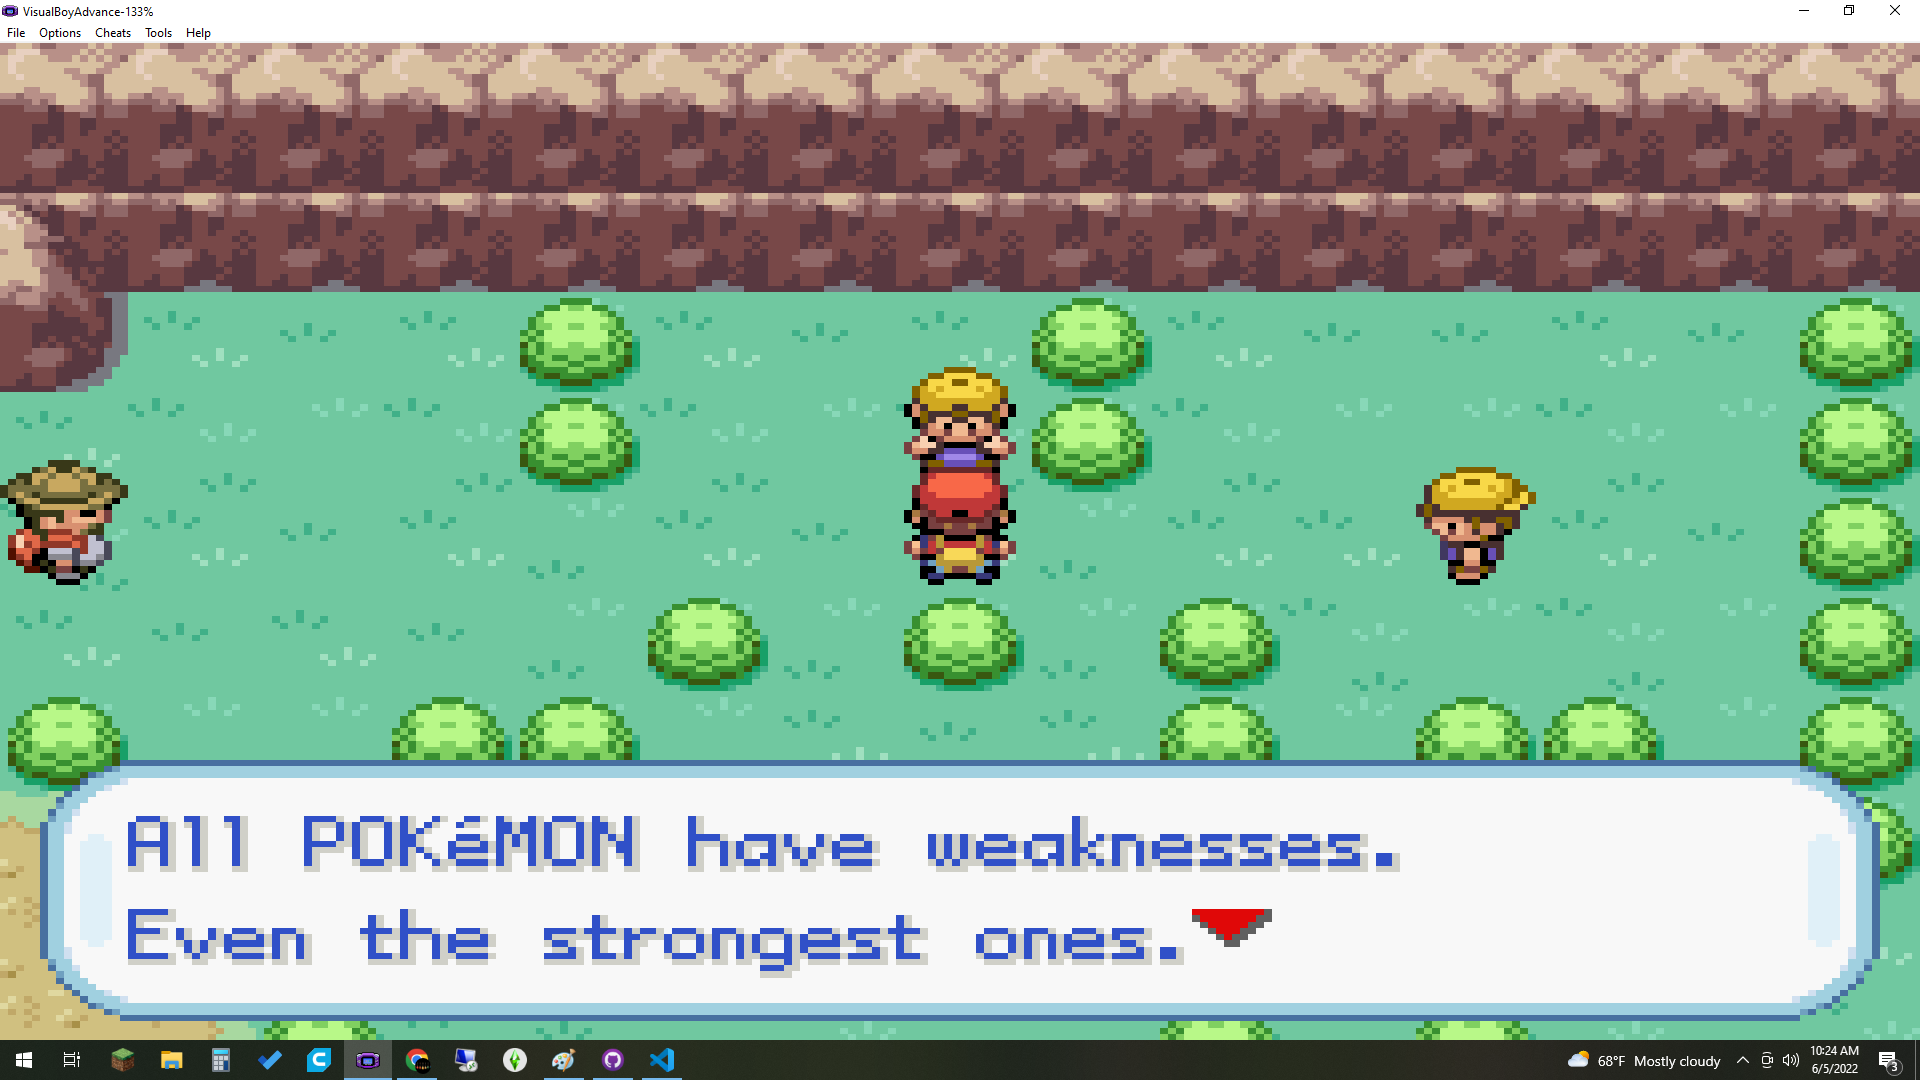 VisualBoyAdvance-133%
File Options Cheats Tools Help
All POKéMON have weaknesses.
Even the strongest ones.
68°F Mostly cloudy
10:24 AM
6/5/2022
3